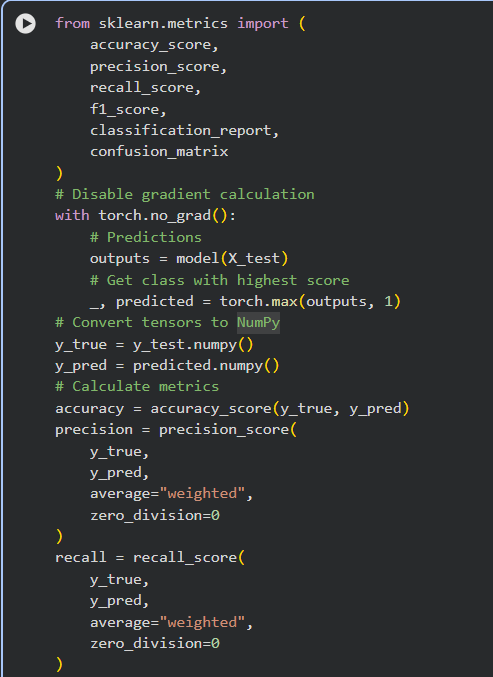 from sklearn.metrics import (
    accuracy_score,
    precision_score,
    recall_score,
    f1_score,
    classification_report,
    confusion_matrix
)
# Disable gradient calculation
with torch.no_grad():
    # Predictions
    outputs = model(X_test)
    # Get class with highest score
    _, predicted = torch.max(outputs, 1)
# Convert tensors to NumPy
y_true = y_test.numpy()
y_pred = predicted.numpy()
# Calculate metrics
accuracy = accuracy_score(y_true, y_pred)
precision = precision_score(
    y_true,
    y_pred,
    average="weighted",
    zero_division=0
)
recall = recall_score(
    y_true,
    y_pred,
    average="weighted",
    zero_division=0
)